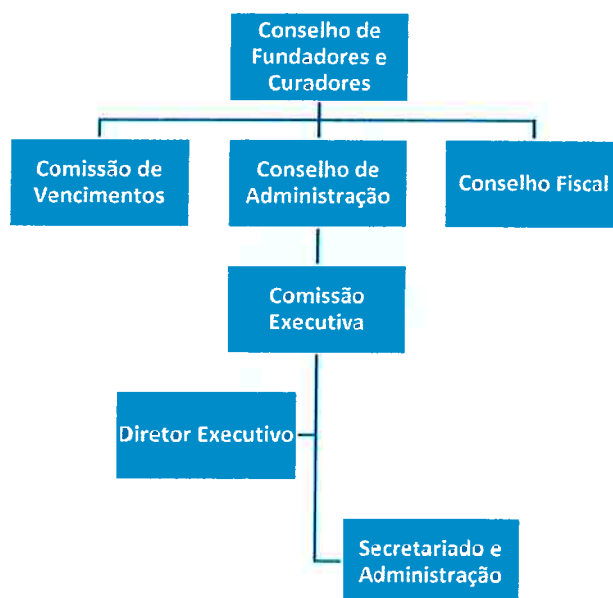 Conselho de
Fundadores e
Curadores
Comissão de
Vencimentos
Conselho de
Administração
Conselho Fiscal
Comissão
Executiva
Diretor Executivo
Secretariado e
Administração